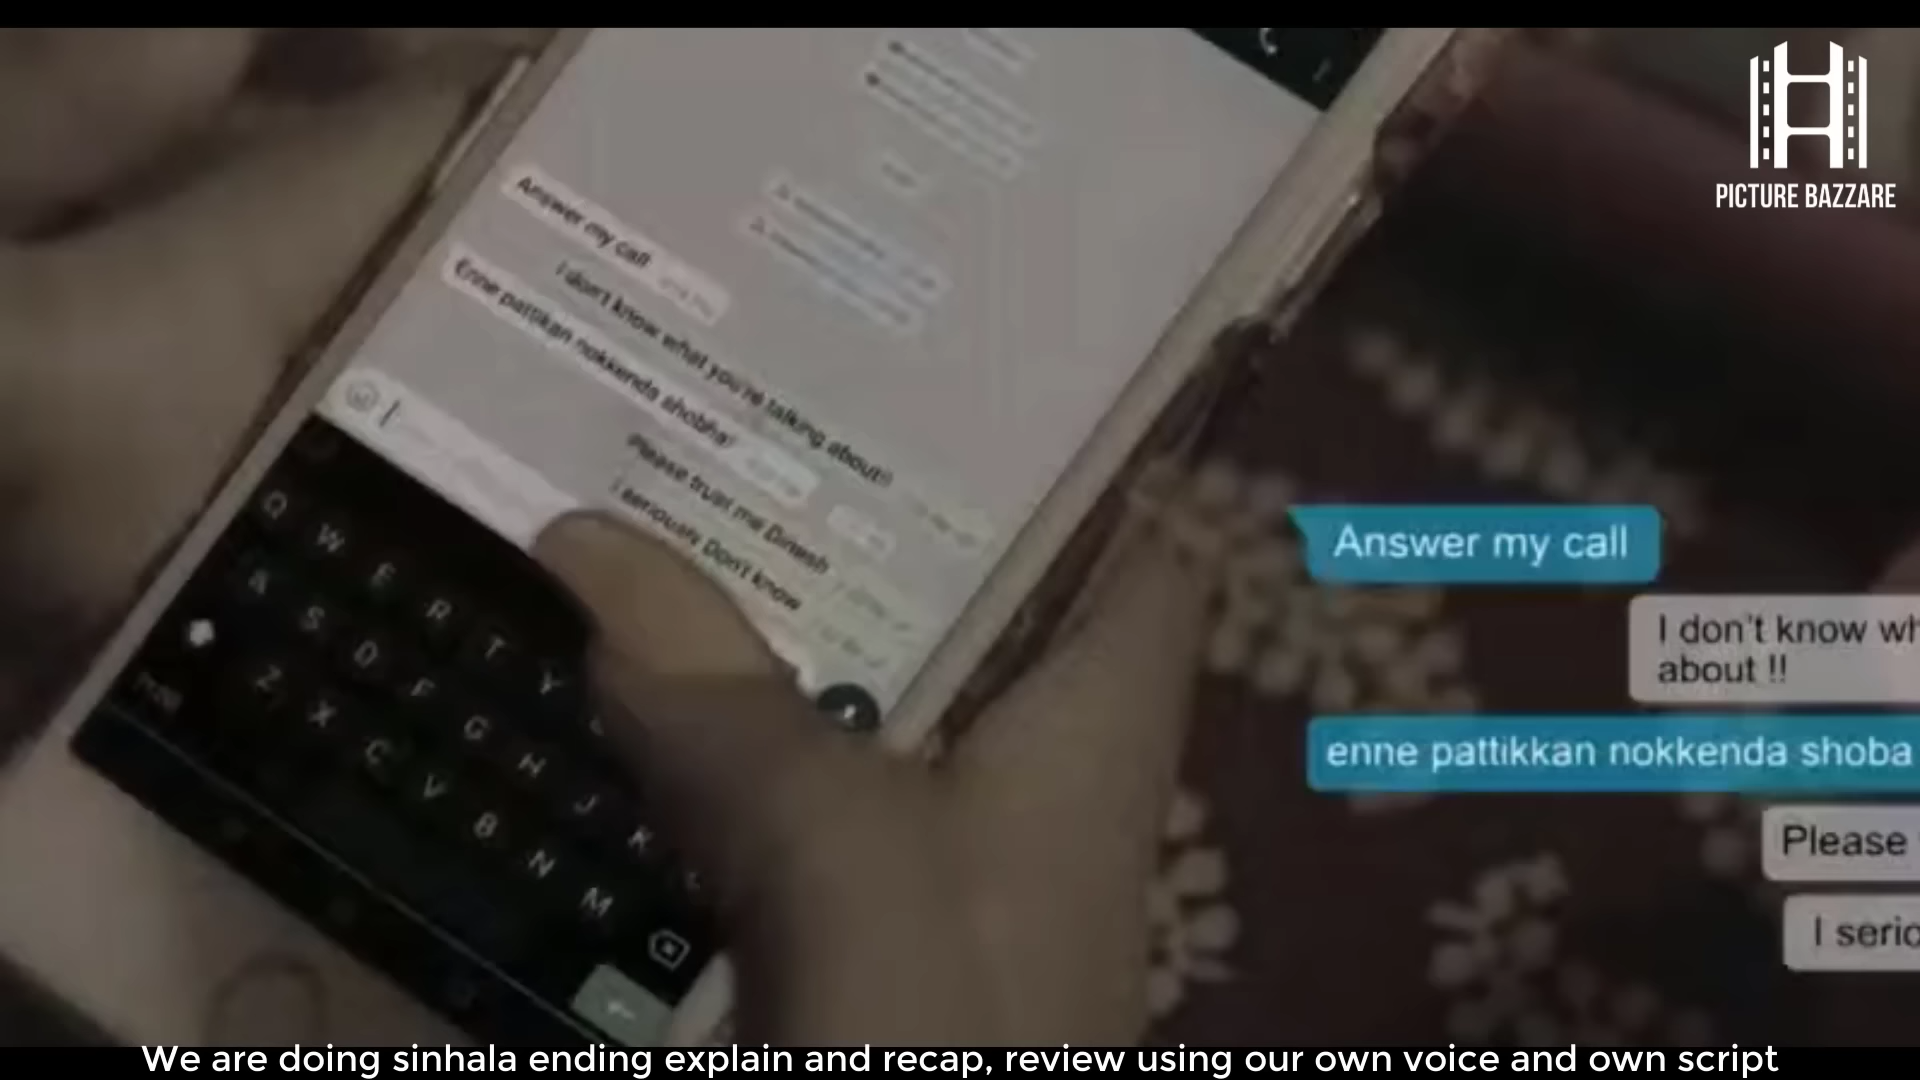 PICTURE BAZZARE
Answer my call
I don't know what you're talking about!!
Enne pattikan nokkenda shobha!
Please trust me Dinesh
I seriously Don't know
Q W E R T Y
A S D F G H J K
Z X C V B N M
Answer my call
I don't know wh
about !!
enne pattikkan nokkenda shoba
Please
I serio
We are doing sinhala ending explain and recap, review using our own voice and own script